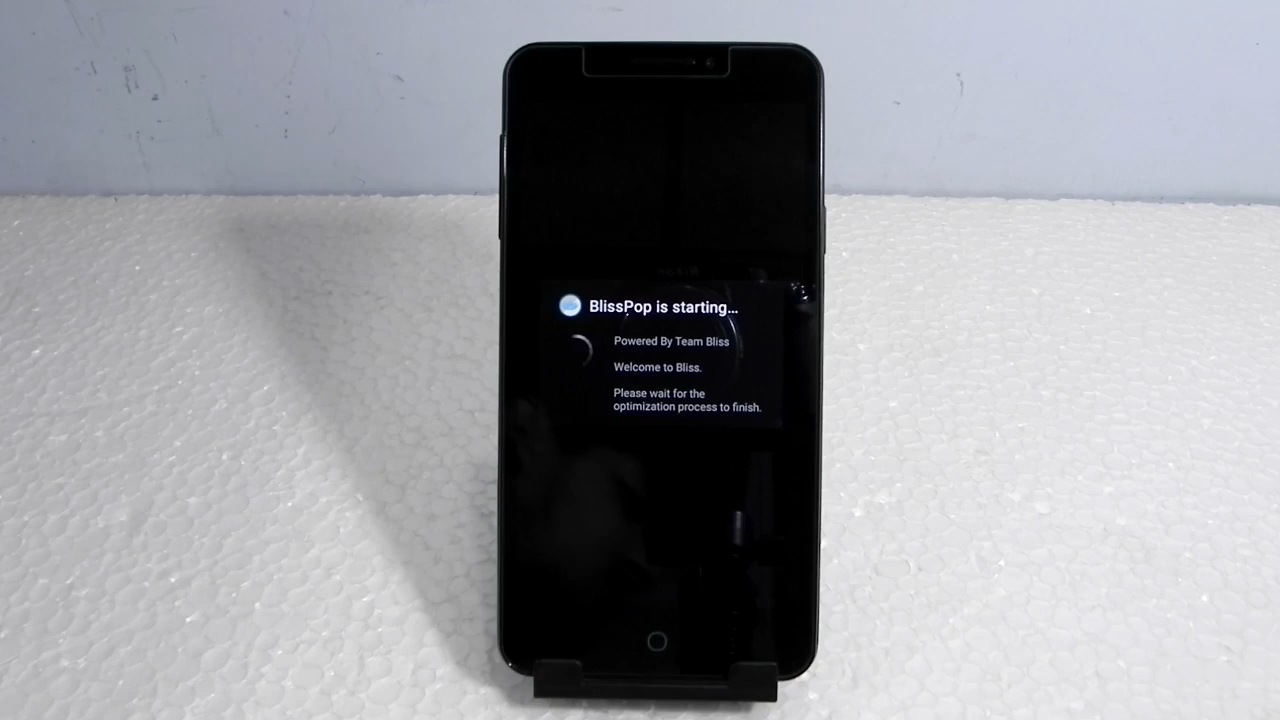 BlissPop is starting...
Powered By Team Bliss
Welcome to Bliss.
Please wait for the
optimization process to finish.